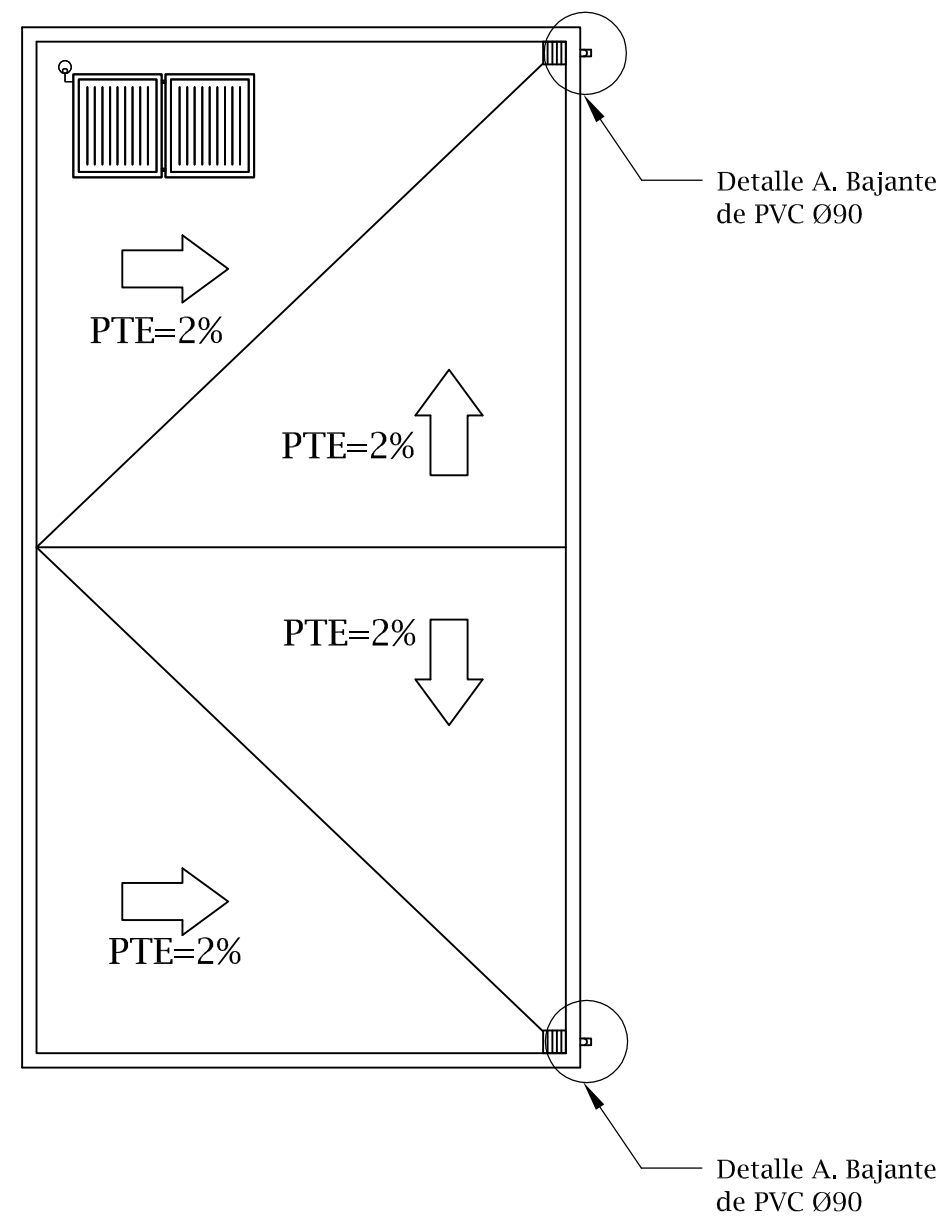 Detalle A. Bajante
de PVC Ø90
PTE=2%
PTE=2%
PTE=2%
PTE=2%
Detalle A. Bajante
de PVC Ø90